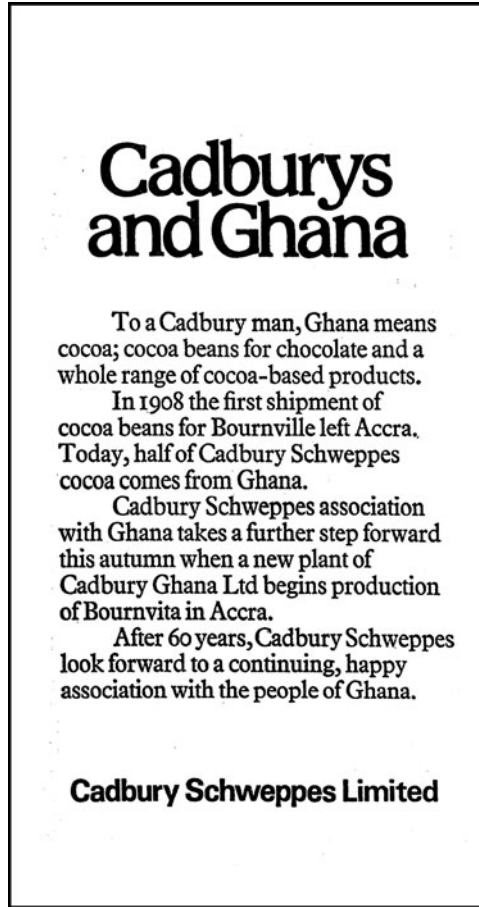 Cadburys
and Ghana
To a Cadbury man, Ghana means
cocoa; cocoa beans for chocolate and a
whole range of cocoa-based products.
In 1908 the first shipment of
cocoa beans for Bournville left Accra.
Today, half of Cadbury Schweppes
cocoa comes from Ghana.
Cadbury Schweppes association
with Ghana takes a further step forward
this autumn when a new plant of
Cadbury Ghana Ltd begins production
of Bournvita in Accra.
After 60 years, Cadbury Schweppes
look forward to a continuing, happy
association with the people of Ghana.
Cadbury Schweppes Limited